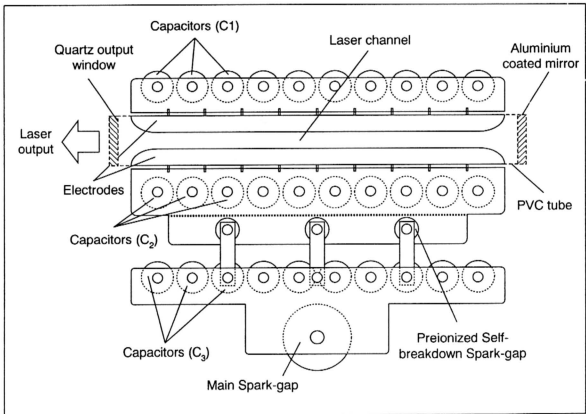 Capacitors (C1)
Quartz output
window
Laser channel
Aluminium
coated mirror
Laser
output
Electrodes
PVC tube
Capacitors (C2)
Capacitors (C3)
Preionized Self-
breakdown Spark-gap
Main Spark-gap